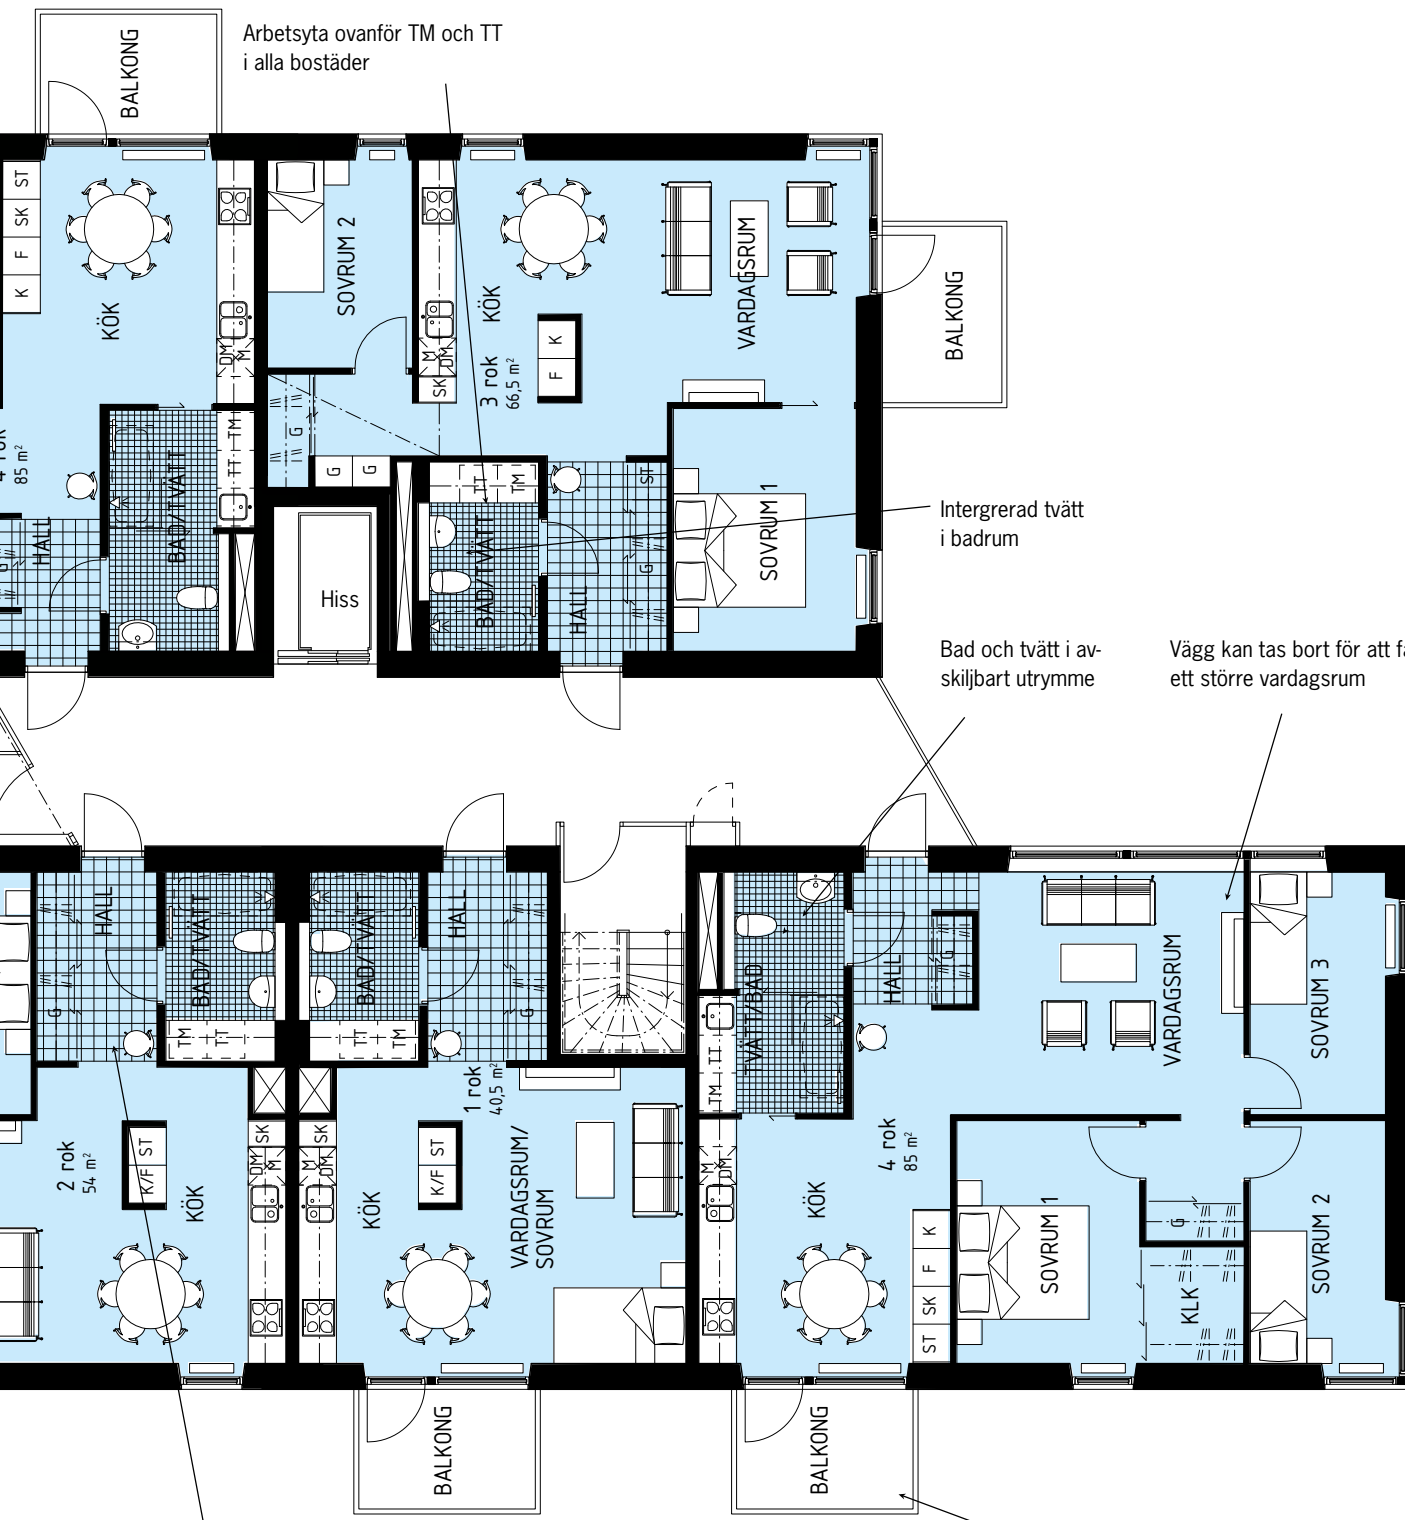 Arbetsyta ovanför TM och TT
i alla bostäder
BALKONG
ST
SK
F
K
KÖK
DM
M
85 m²
HALL
G
BAD/TVÄTT
TT
TM
SOVRUM 2
G
G
G
Hiss
M
DM
SK
KÖK
3 rok
66,5 m²
K
F
VARDAGSRUM
BALKONG
TT
TM
BAD/TVÄTT
HALL
ST
G
SOVRUM 1
Intergrerad tvätt
i badrum
Bad och tvätt i av-
skiljbart utrymme
Vägg kan tas bort för att
ett större vardagsrum
HALL
G
BAD/TVÄTT
TM
TT
2 rok
54 m²
K/F
ST
KÖK
SK
DM
M
BAD/TVÄTT
TT
TM
HALL
G
1 rok
40,5 m²
SK
M
DM
KÖK
K/F
ST
VARDAGSRUM/
SOVRUM
BALKONG
TVÄTT/BAD
TM
TT
HALL
G
VARDAGSRUM
SOVRUM 3
4 rok
85 m²
M
DM
KÖK
K
F
SK
ST
SOVRUM 1
G
KLK
SOVRUM 2
BALKONG